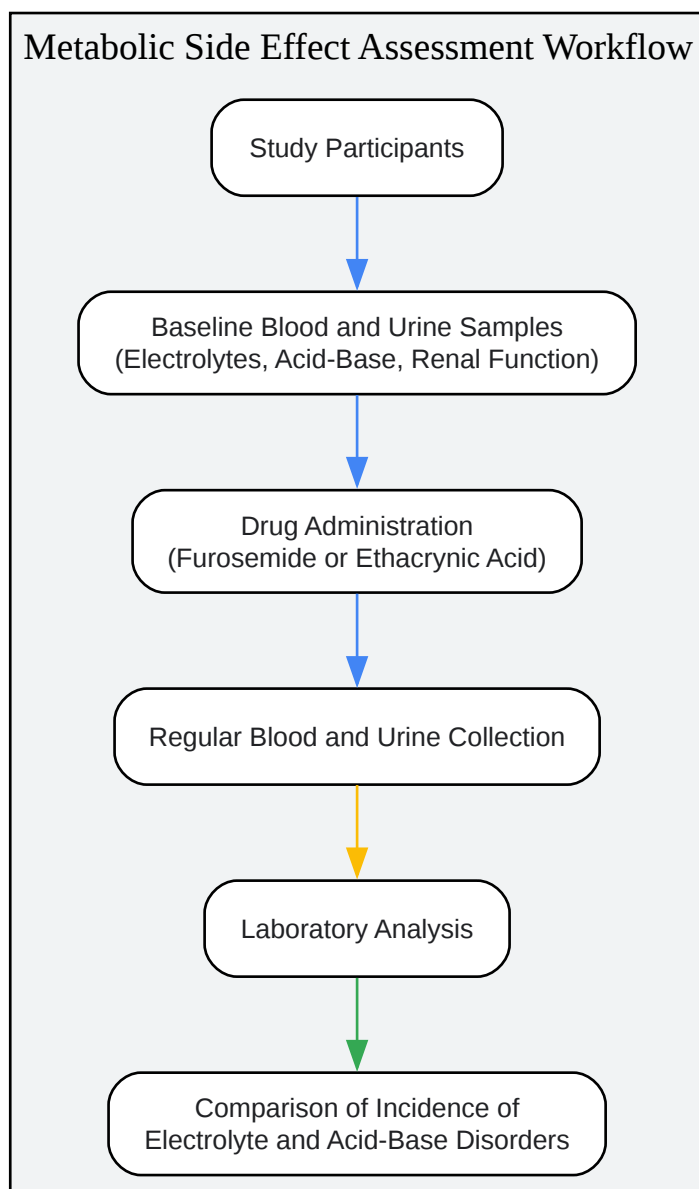 Metabolic Side Effect Assessment Workflow
Study Participants
Baseline Blood and Urine Samples
(Electrolytes, Acid-Base, Renal Function)
Drug Administration
(Furosemide or Ethacrynic Acid)
Regular Blood and Urine Collection
Laboratory Analysis
Comparison of Incidence of
Electrolyte and Acid-Base Disorders